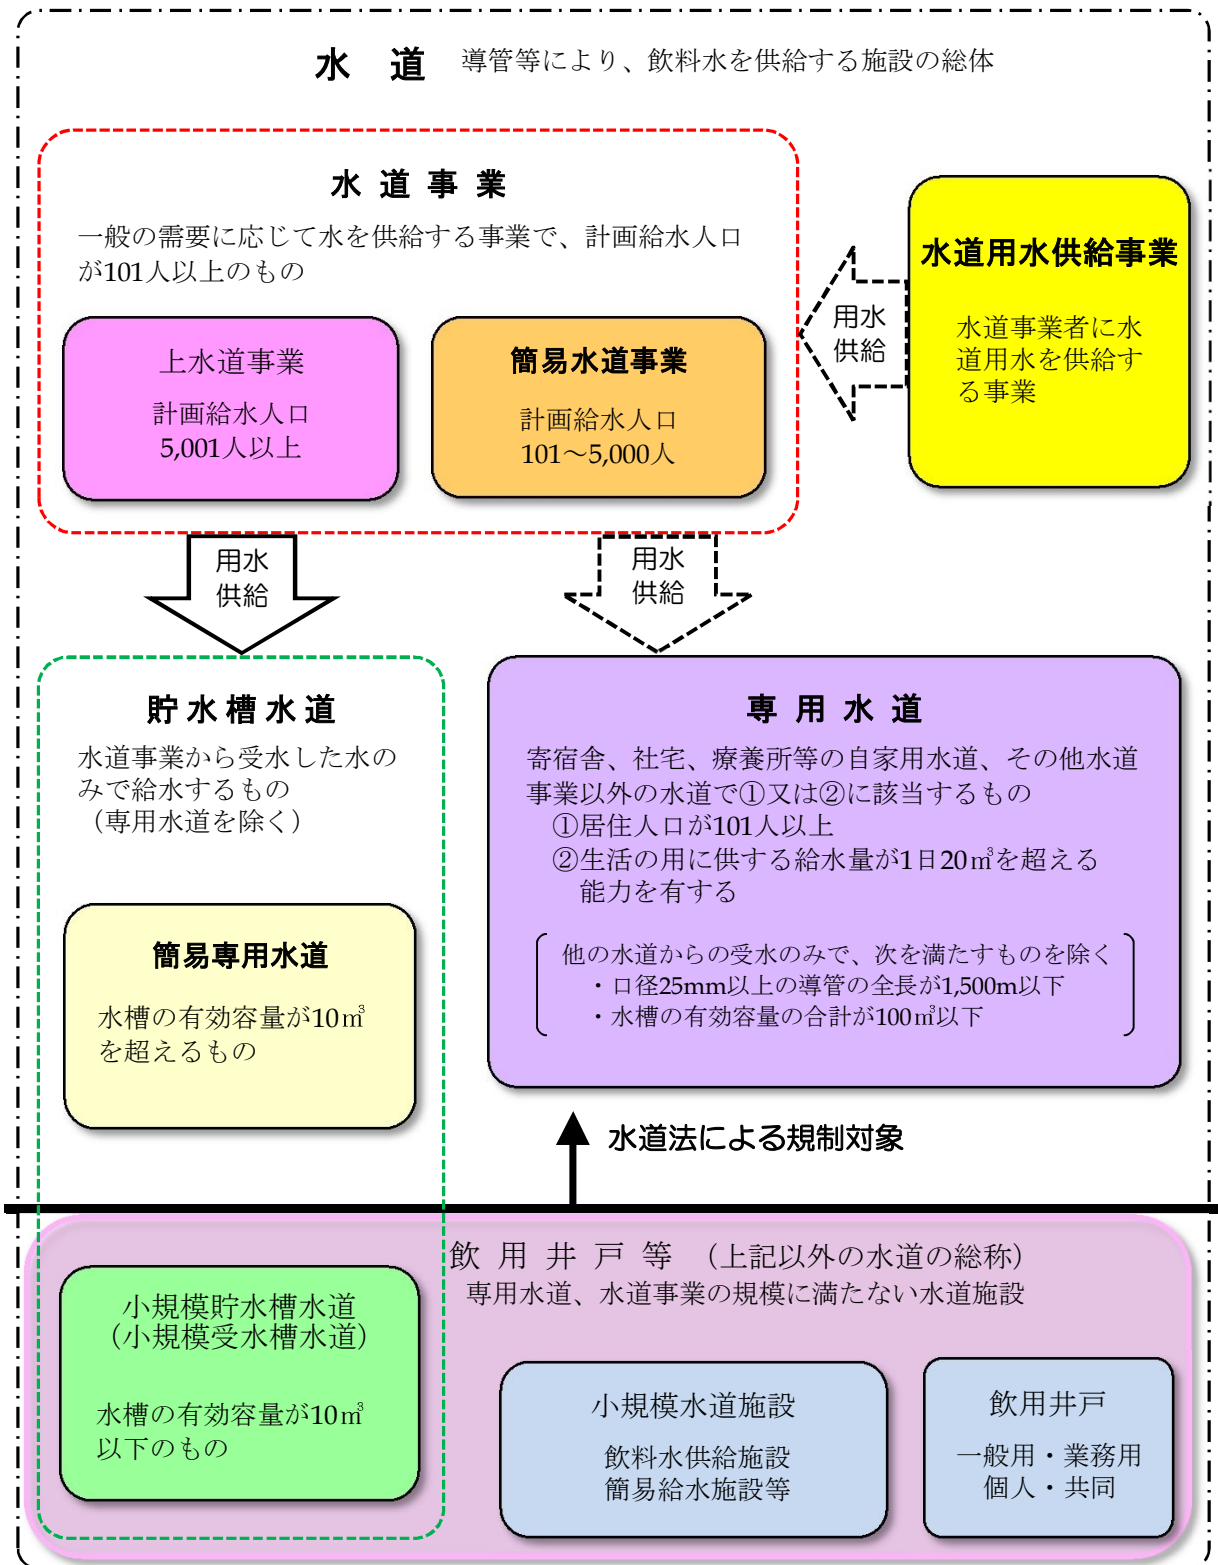 水 道 導管等により、飲料水を供給する施設の総体
水 道 事 業
一般の需要に応じて水を供給する事業で、計画給水人口
が101人以上のもの
上水道事業
計画給水人口
5,001人以上
簡易水道事業
計画給水人口
101～5,000人
用水
供給
水道用水供給事業
水道事業者に水
道用水を供給す
る事業
用水
供給
用水
供給
貯水槽水道
水道事業から受水した水の
みで給水するもの
（専用水道を除く）
簡易専用水道
水槽の有効容量が10㎥
を超えるもの
専 用 水 道
寄宿舎、社宅、療養所等の自家用水道、その他水道
事業以外の水道で①又は②に該当するもの
①居住人口が101人以上
②生活の用に供する給水量が1日20㎥を超える
能力を有する
他の水道からの受水のみで、次を満たすものを除く
・口径25mm以上の導管の全長が1,500m以下
・水槽の有効容量の合計が100㎥以下
水道法による規制対象
飲 用 井 戸 等 （上記以外の水道の総称）
専用水道、水道事業の規模に満たない水道施設
小規模貯水槽水道
（小規模受水槽水道）
水槽の有効容量が10㎥
以下のもの
小規模水道施設
飲料水供給施設
簡易給水施設等
飲用井戸
一般用・業務用
個人・共同